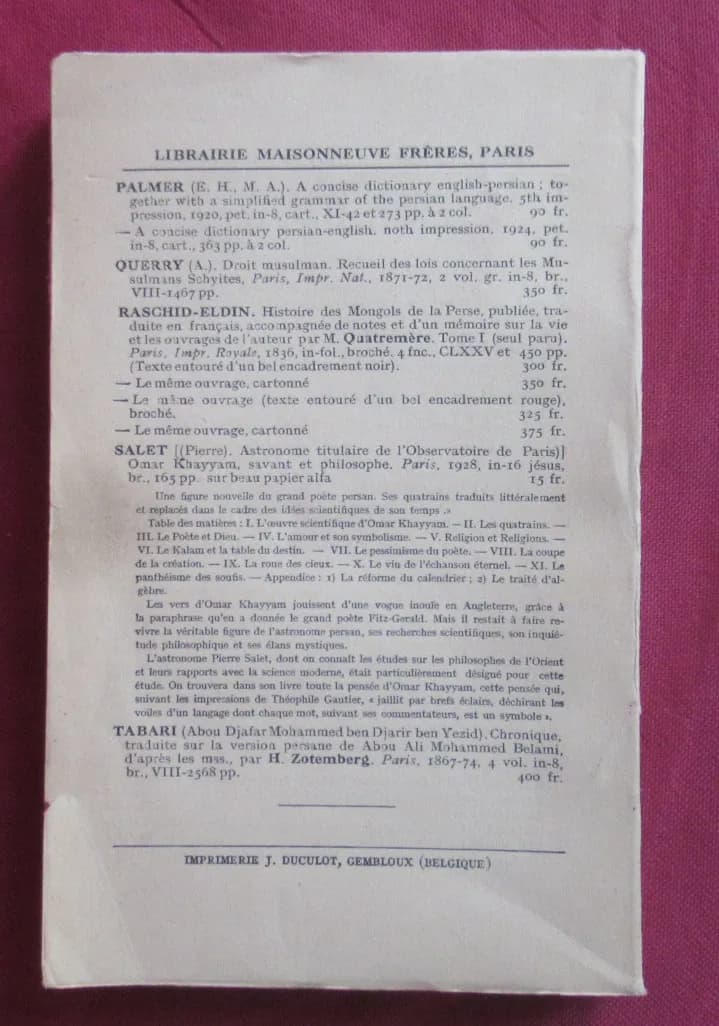 LIBRAIRIE MAISONNEUVE FRÈRES, PARIS
PALMER (E. H., M. A.). A concise dictionary english-persian ; to-
gether with a simplified grammar of the persian language. 5th im-
pression, 1920, pet. in-8, cart., XI-42 et 273 pp. à 2 col. 90 fr.
— A concise dictionary persian-english. noth impression, 1924, pet.
in-8, cart., 363 pp. à 2 col. 90 fr.
QUERRY (A.). Droit musulman. Recueil des lois concernant les Mu-
sulmans Schyites, Paris, Impr. Nat., 1871-72, 2 vol. gr. in-8, br.,
VIII-1467 pp. 350 fr.
RASCHID-ELDIN. Histoire des Mongols de la Perse, publiée, tra-
duite en français, accompagnée de notes et d'un mémoire sur la vie
et les ouvrages de l'auteur par M. Quatremère. Tome I (seul paru).
Paris, Impr. Royale, 1836, in-fol., broché, 4 fnc., CLXXV et 450 pp.
(Texte entouré d'un bel encadrement noir). 300 fr.
— Le même ouvrage, cartonné 350 fr.
— Le même ouvrage (texte entouré d'un bel encadrement rouge),
broché. 325 fr.
— Le même ouvrage, cartonné 375 fr.
SALET [(Pierre). Astronome titulaire de l'Observatoire de Paris)]
Omar Khayyam, savant et philosophe. Paris, 1928, in-16 jésus,
br., 165 pp. sur beau papier alfa 15 fr.
Une figure nouvelle du grand poète persan. Ses quatrains traduits littéralement
et replacés dans le cadre des idées scientifiques de son temps .»
Table des matières : I. L'œuvre scientifique d'Omar Khayyam. — II. Les quatrains. —
III. Le Poète et Dieu. — IV. L'amour et son symbolisme. — V. Religion et Religions. —
VI. Le Kalam et la table du destin. — VII. Le pessimisme du poète. — VIII. La coupe
de la création. — IX. La roue des cieux. — X. Le vin de l'échanson éternel. — XI. Le
panthéisme des soufis. — Appendice : 1) La réforme du calendrier ; 2) Le traité d'al-
gèbre.
Les vers d'Omar Khayyam jouissent d'une vogue inouïe en Angleterre, grâce à
la paraphrase qu'en a donnée le grand poète Fitz-Gerald. Mais il restait à faire re-
vivre la véritable figure de l'astronome persan, ses recherches scientifiques, son inquié-
tude philosophique et ses élans mystiques.
L'astronome Pierre Salet, dont on connaît les études sur les philosophes de l'Orient
et leurs rapports avec la science moderne, était particulièrement désigné pour cette
étude. On trouvera dans son livre toute la pensée d'Omar Khayyam, cette pensée qui,
suivant les impressions de Théophile Gautier, « jaillit par brefs éclairs, déchirant les
voiles d'un langage dont chaque mot, suivant ses commentateurs, est un symbole ».
TABARI (Abou Djafar Mohammed ben Djarir ben Yezid). Chronique,
traduite sur la version persane de Abou Ali Mohammed Belami,
d'après les mss., par H. Zotemberg. Paris, 1867-74, 4 vol. in-8,
br., VIII-2568 pp. 400 fr.
IMPRIMERIE J. DUCULOT, GEMBLOUX (BELGIQUE)